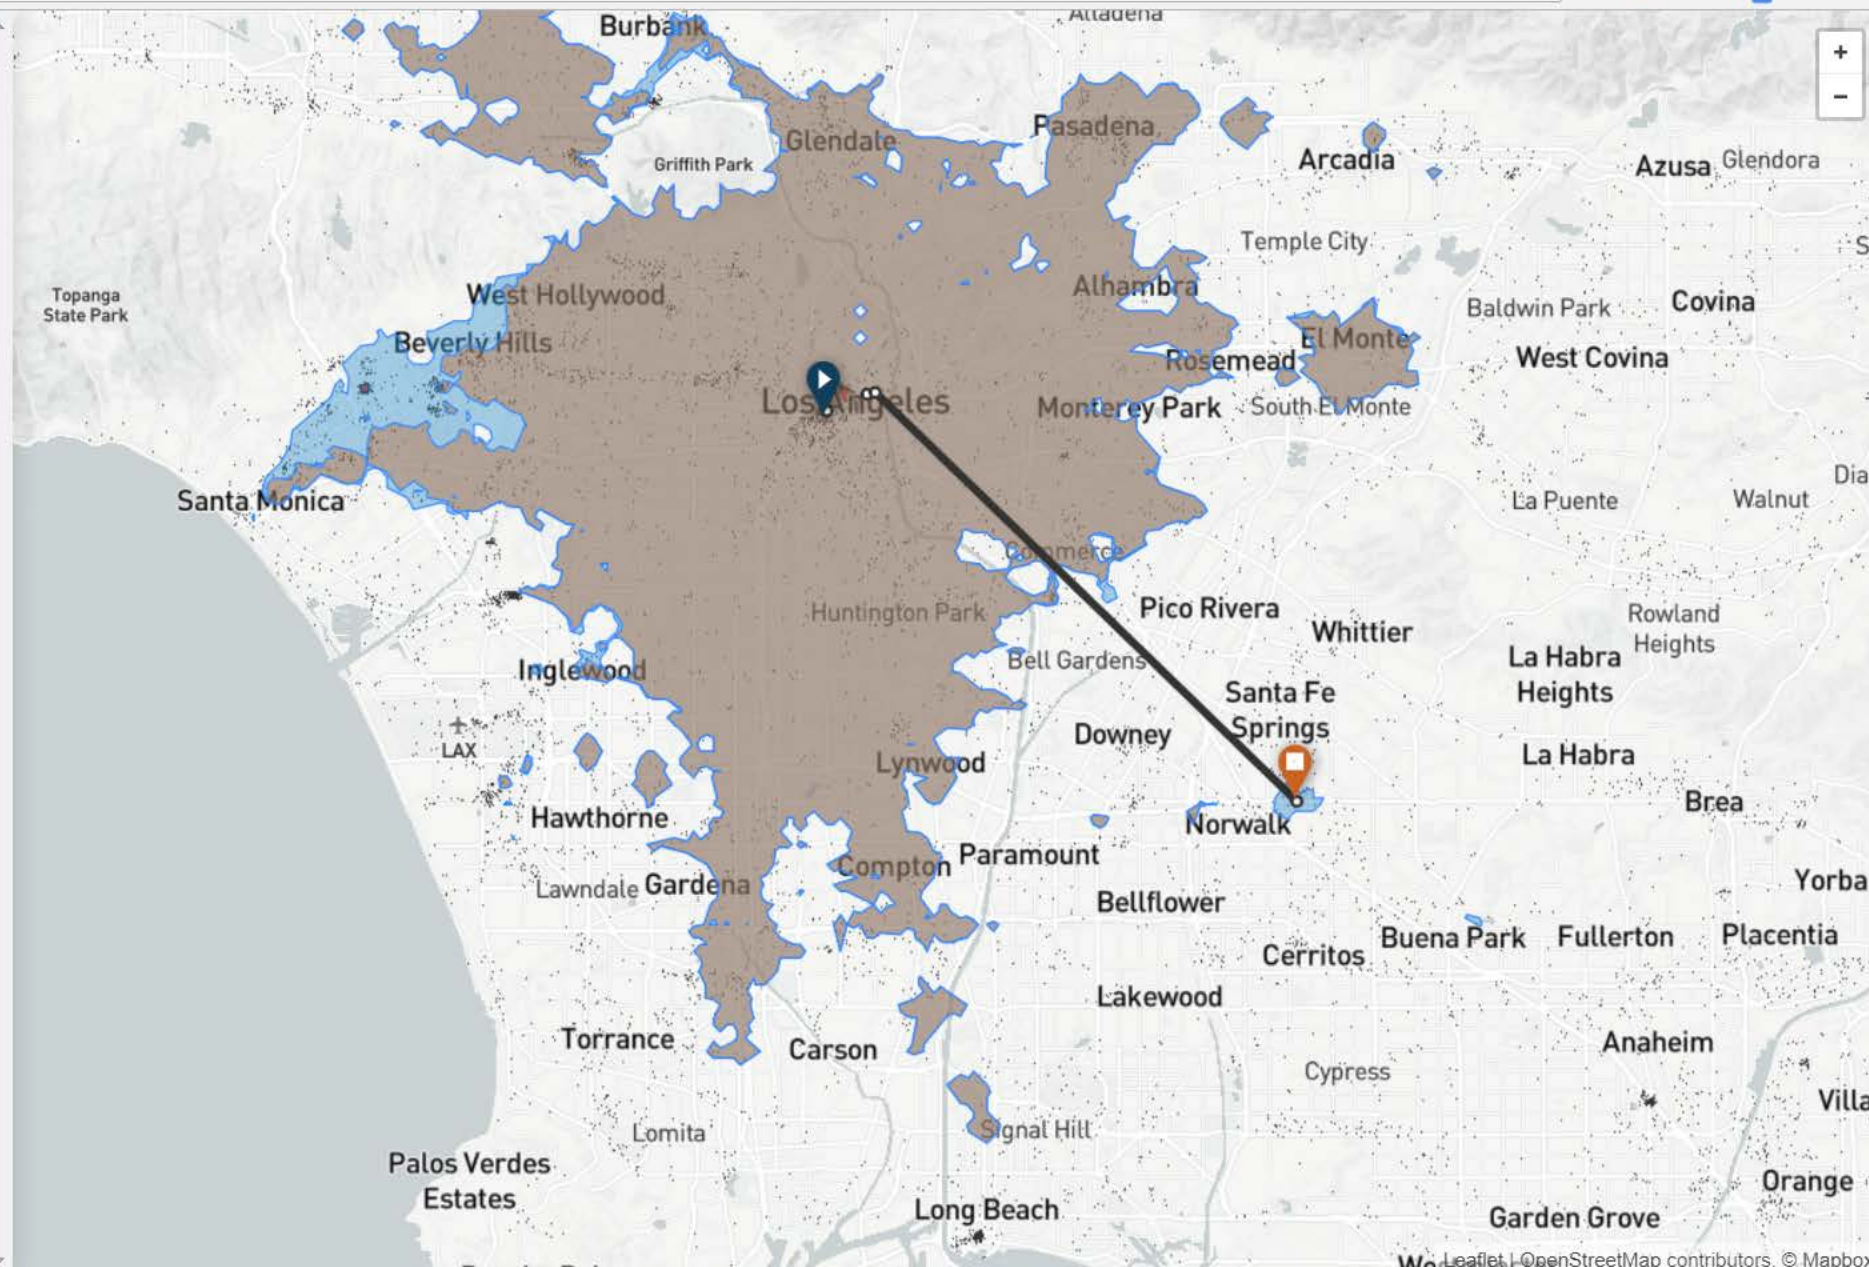 Altadena
Burbank
Glendale
Pasadena
Griffith Park
Arcadia
Azusa
Glendora
Temple City
Topanga
State Park
West Hollywood
Alhambra
Baldwin Park
Covina
Beverly Hills
El Monte
Rosemead
West Covina
Los Angeles
Monterey Park
South El Monte
Santa Monica
La Puente
Walnut
Dia
S
Commerce
Huntington Park
Pico Rivera
Whittier
Rowland
Heights
Inglewood
Bell Gardens
La Habra
Heights
Santa Fe
Springs
LAX
Downey
La Habra
Lynwood
Hawthorne
Norwalk
Brea
Compton
Paramount
Lawndale
Gardena
Bellflower
Yorba
Cerritos
Buena Park
Fullerton
Placentia
Lakewood
Torrance
Carson
Anaheim
Cypress
Villa
Lomita
Signal Hill
Palos Verdes
Estates
Long Beach
Orange
Garden Grove
Leaflet | OpenStreetMap contributors, © Mapbox
+
−